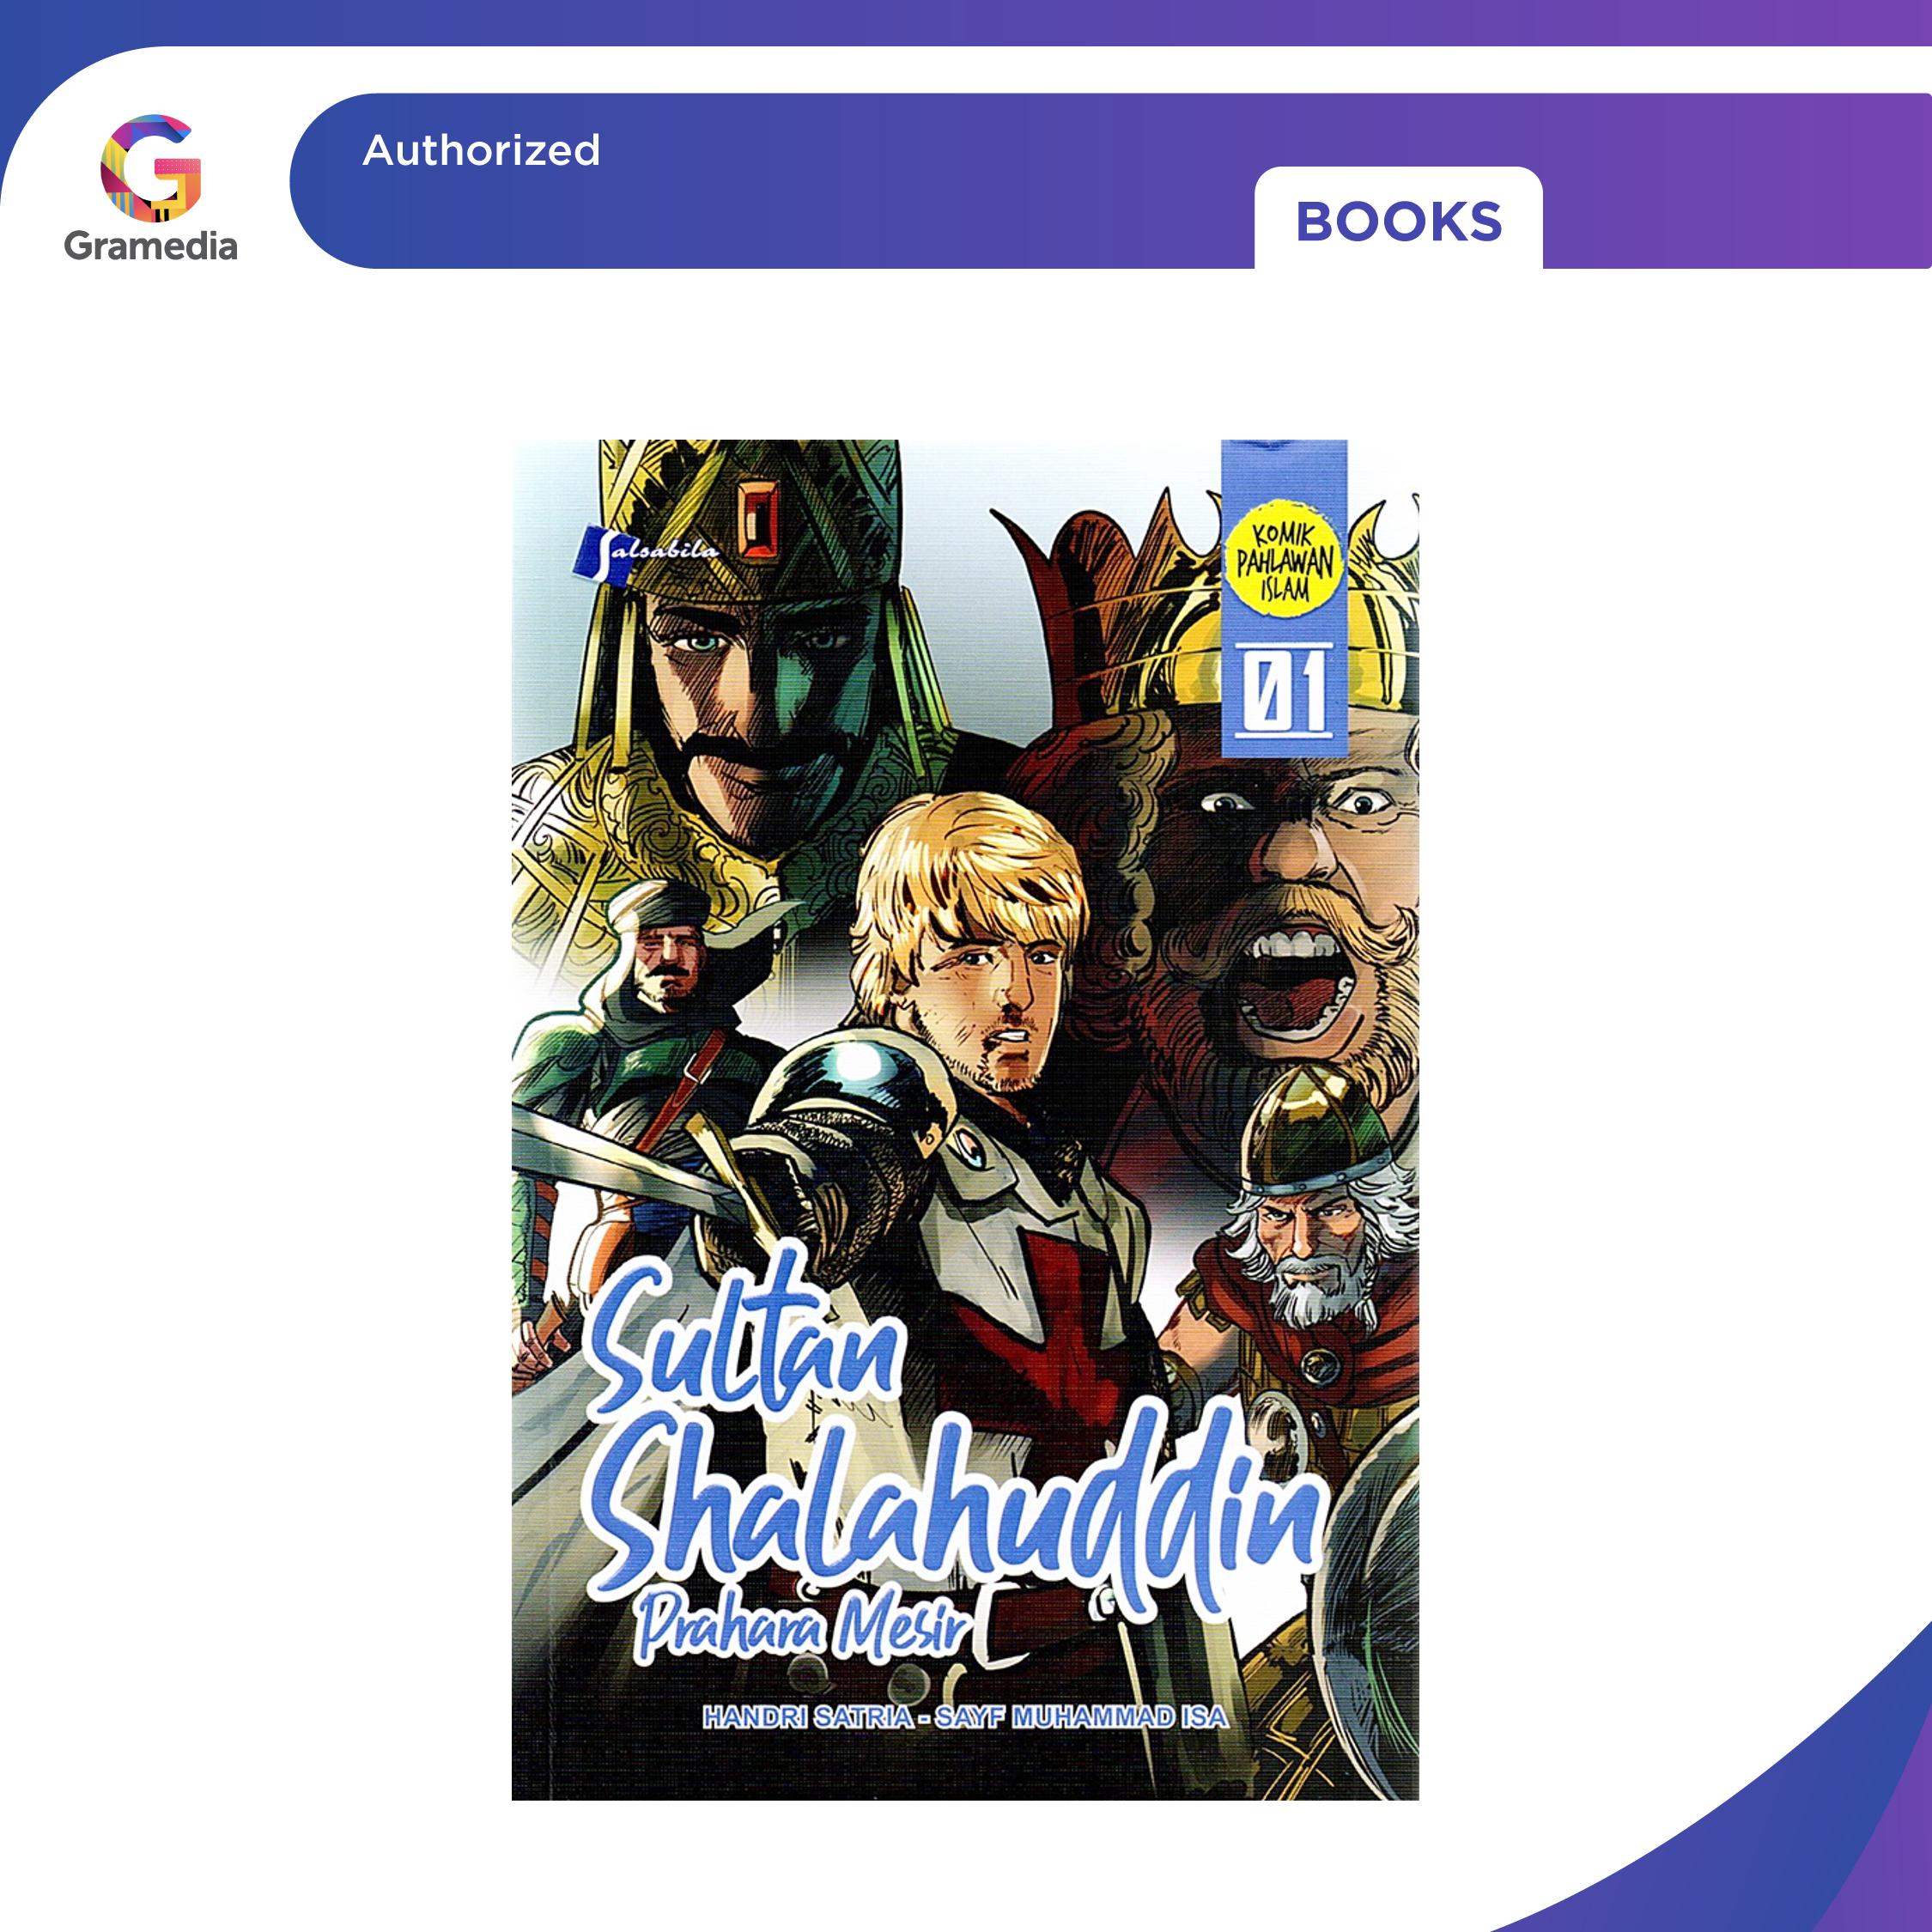 Gramedia
Authorized
BOOKS
Salsabila
KOMIK
PAHLAWAN
ISLAM
01
Sultan
Shalahuddin
Prahara Mesir
HANDRI SATRIA - SAYF MUHAMMAD ISA